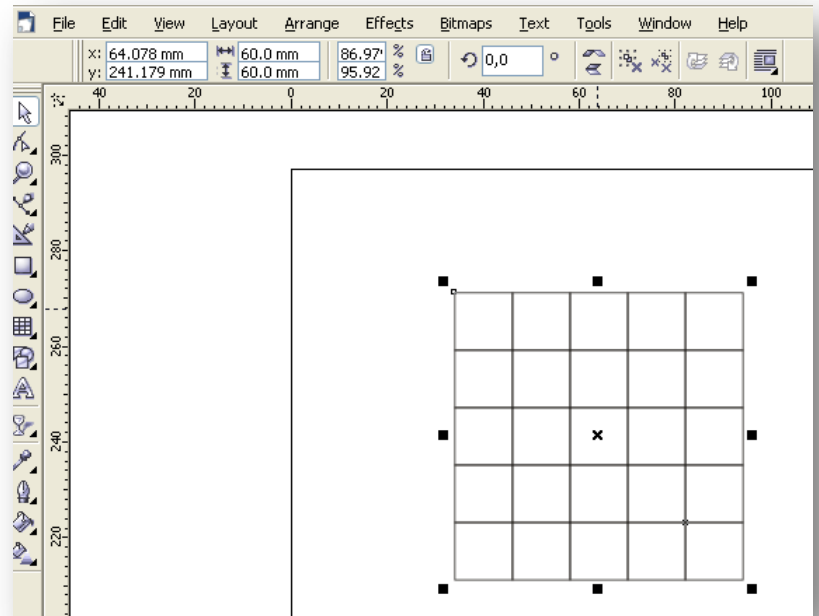 File Edit View Layout Arrange Effects Bitmaps Text Tools Window Help
x: 64.078 mm 60.0 mm 86.97' % 0,0 °
y: 241.179 mm 60.0 mm 95.92 %
40 20 0 20 40 60 80 100
300
280
260
240
220